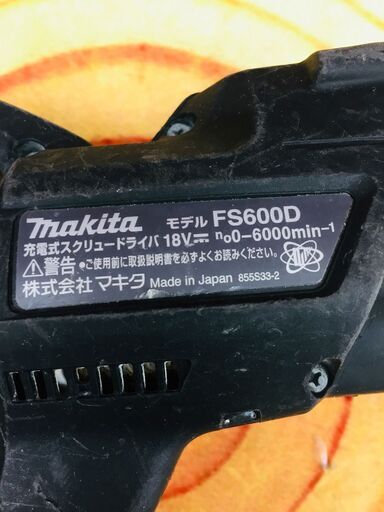 makita モデル FS600D
充電式スクリュードライバ 18V⎓ n₀0-6000min-1
⚠警告 ●ご使用前に取扱説明書を必ずよくお読みください。
株式会社マキタ Made in Japan 855S33-2